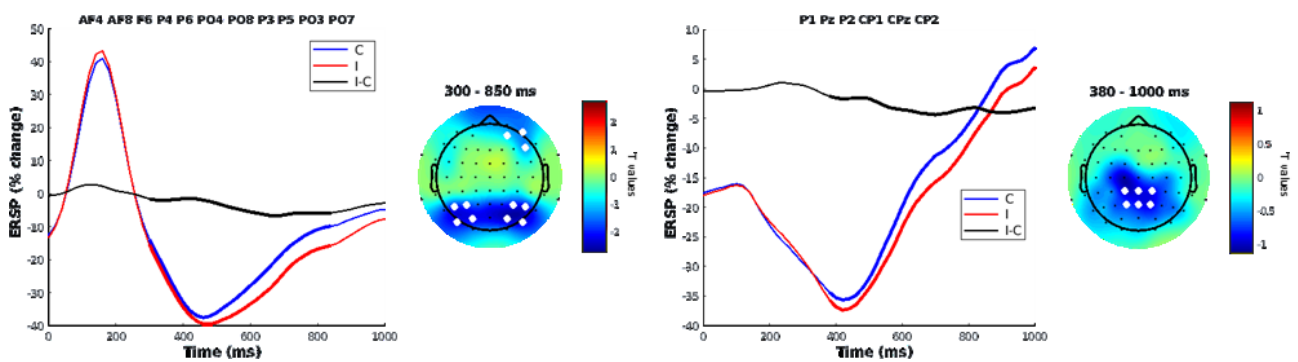 AF4 AF8 F6 P4 P6 PO4 PO8 P3 P5 PO3 PO7
ERSP (% change)
50
40
30
20
10
0
-10
-20
-30
-40
0
200
400
600
800
1000
Time (ms)
C
I
I-C
300 - 850 ms
2
1
0
-1
-2
T values
P1 Pz P2 CP1 CPz CP2
ERSP (% change)
10
5
0
-5
-10
-15
-20
-25
-30
-35
-40
0
200
400
600
800
1000
Time (ms)
C
I
I-C
380 - 1000 ms
1
0.5
0
-0.5
-1
T values